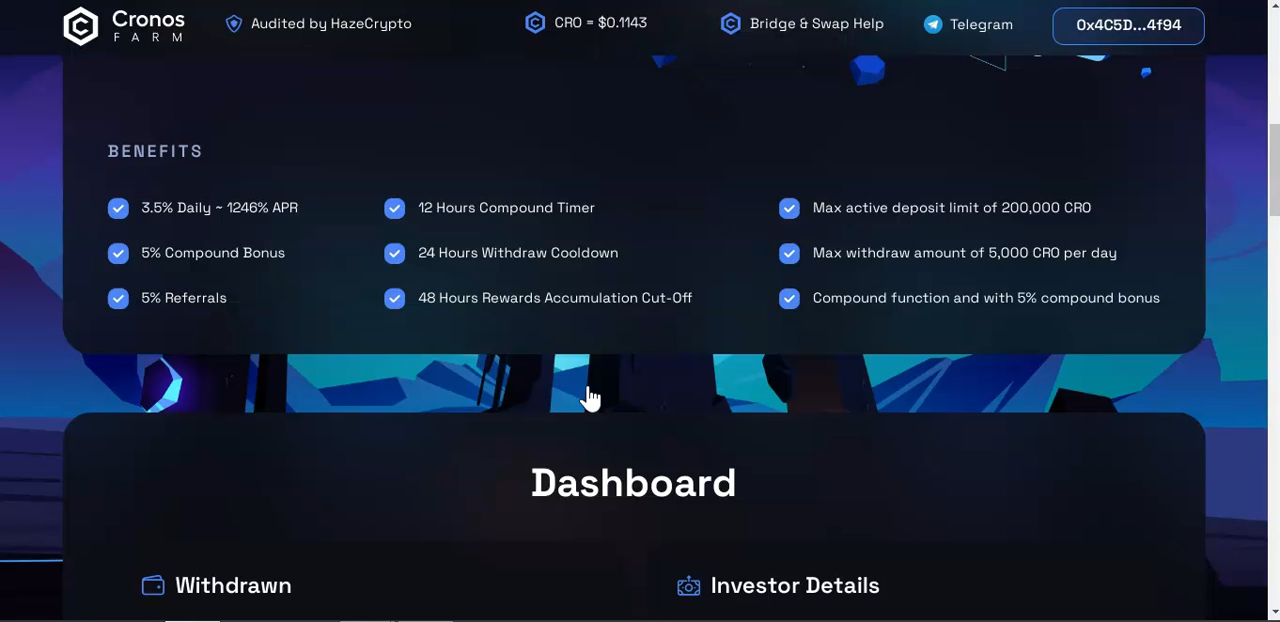 Cronos
FARM
Audited by HazeCrypto
CRO = $0.1143
Bridge & Swap Help
Telegram
0x4C5D...4f94
BENEFITS
3.5% Daily ~ 1246% APR
12 Hours Compound Timer
Max active deposit limit of 200,000 CRO
5% Compound Bonus
24 Hours Withdraw Cooldown
Max withdraw amount of 5,000 CRO per day
5% Referrals
48 Hours Rewards Accumulation Cut-Off
Compound function and with 5% compound bonus
Dashboard
Withdrawn
Investor Details